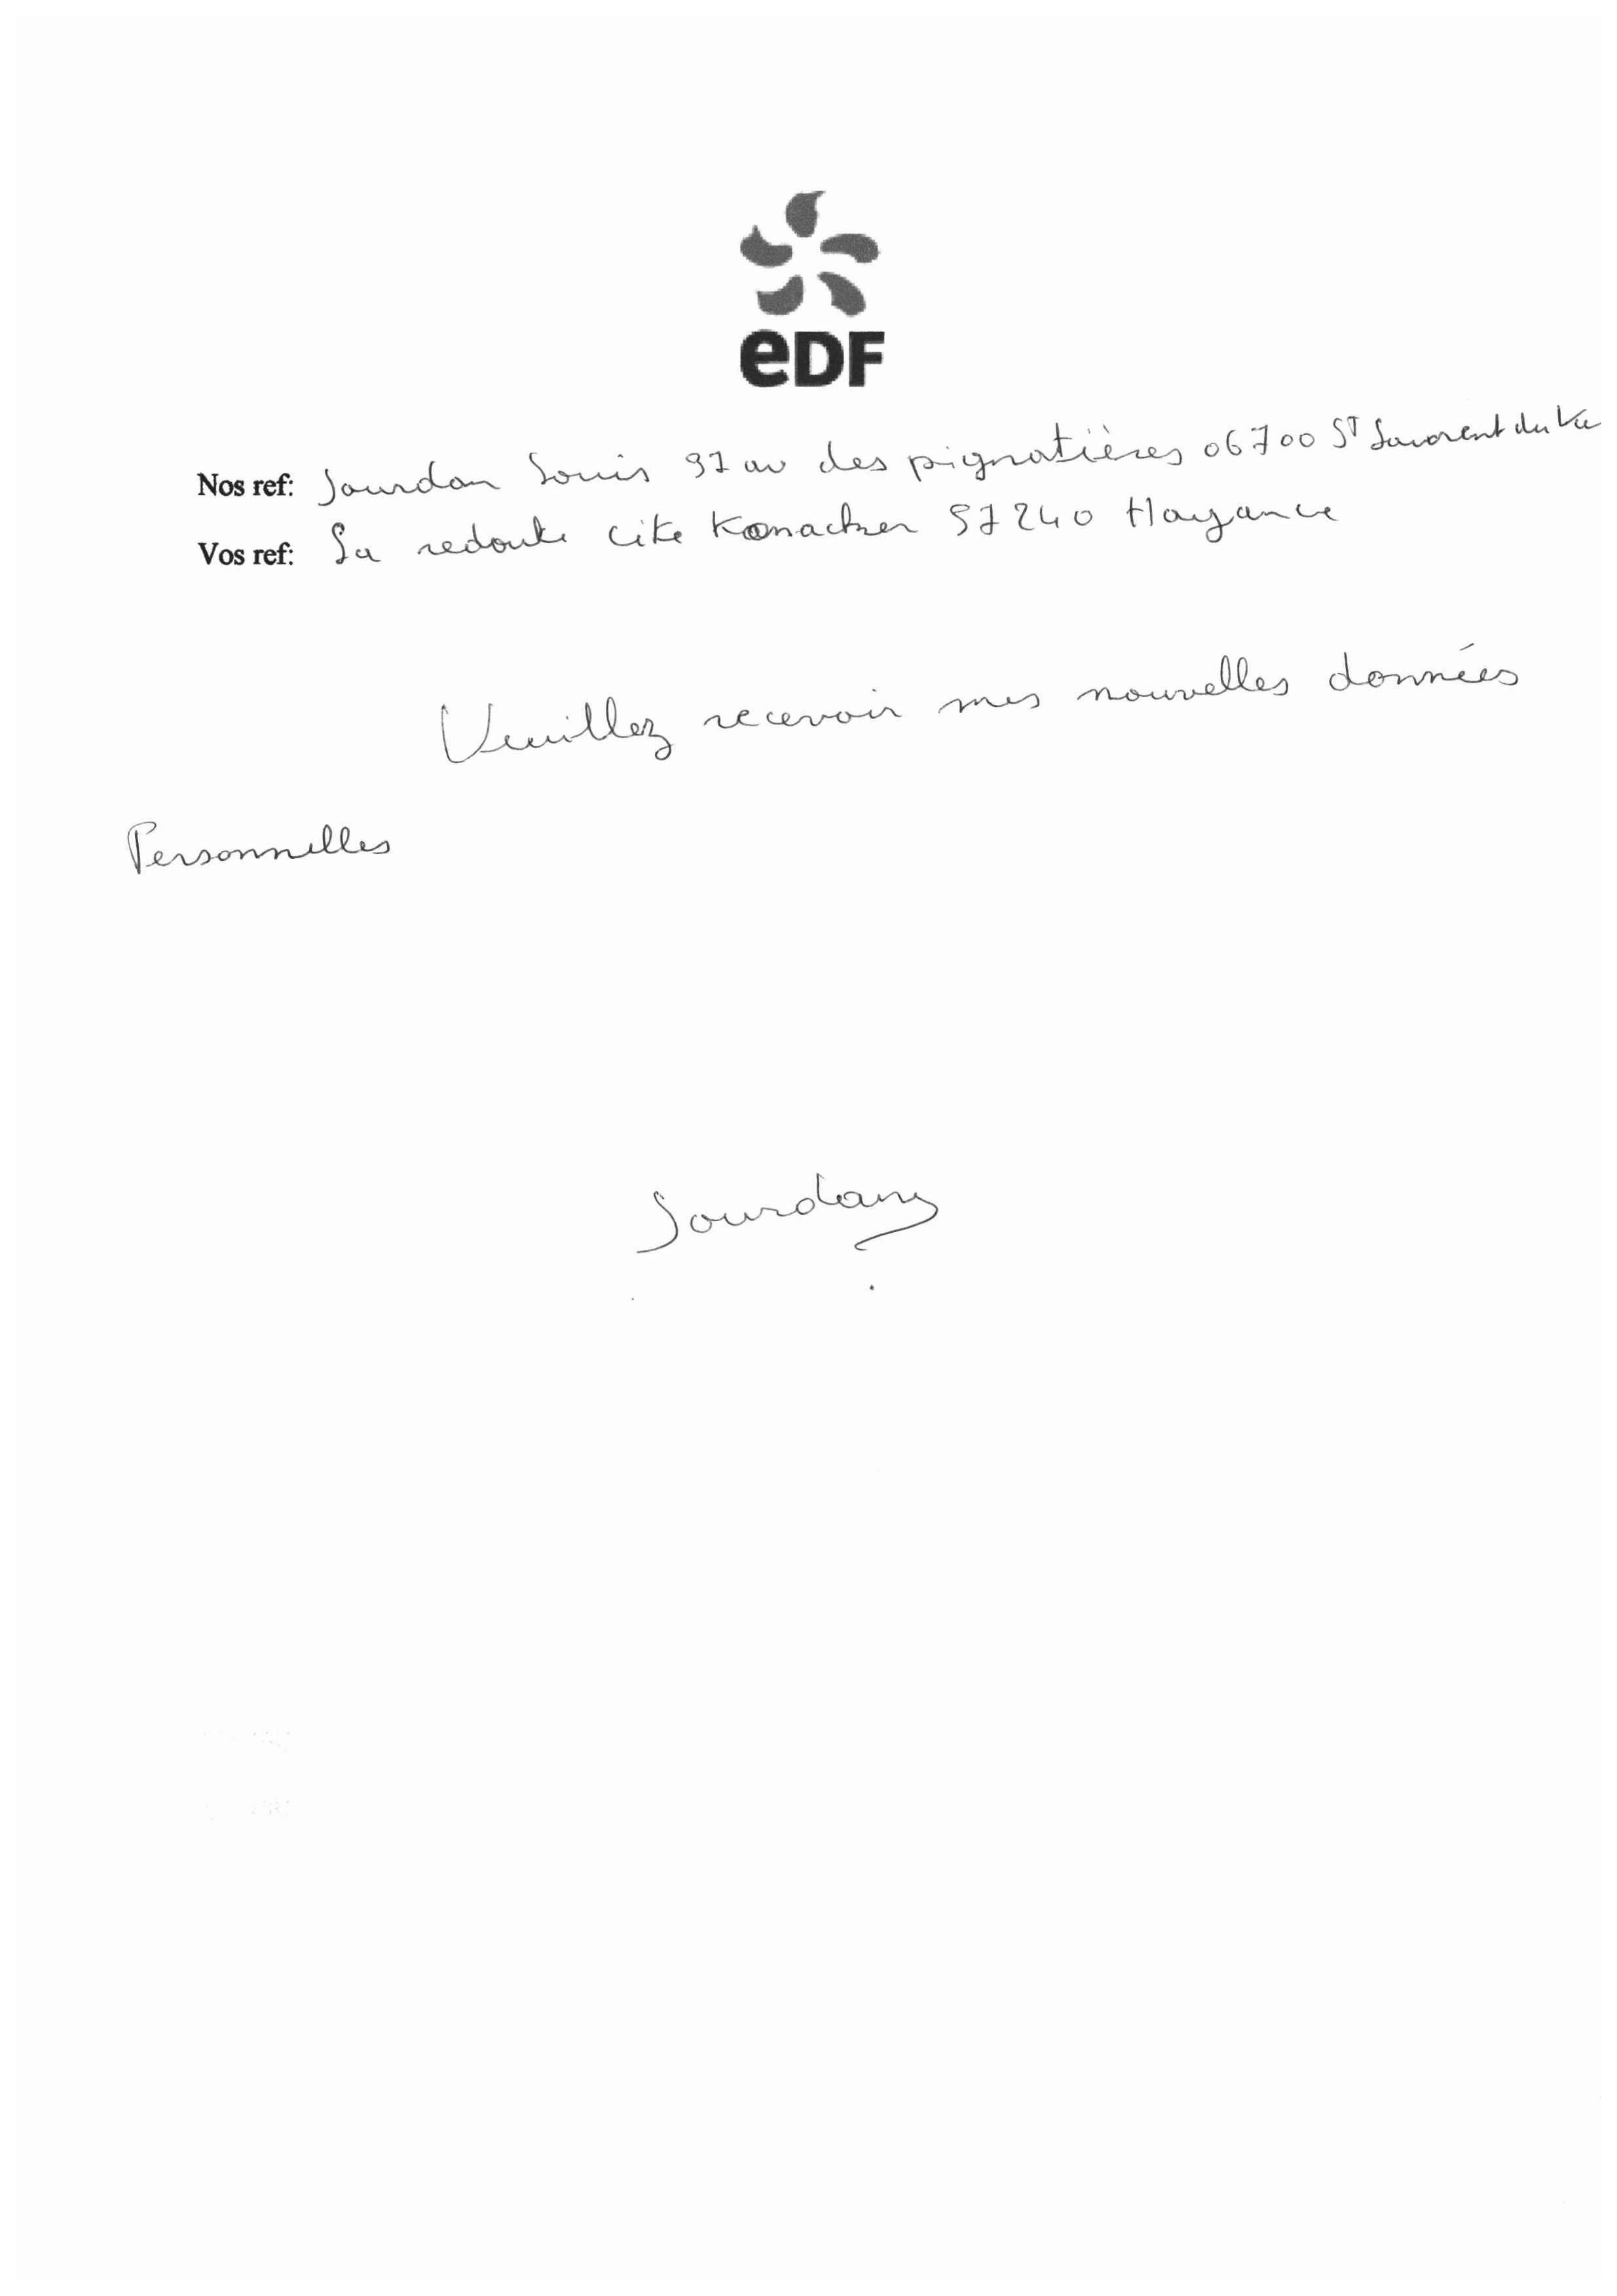 eDF
Nos ref: Jourdan Louis 97 av des pignatières 06700 St Laurent du Va
Vos ref: La redoute cite Konacker 57240 Hayance
Veuillez recevoir mes nouvelles données
Personnelles
Jourdan